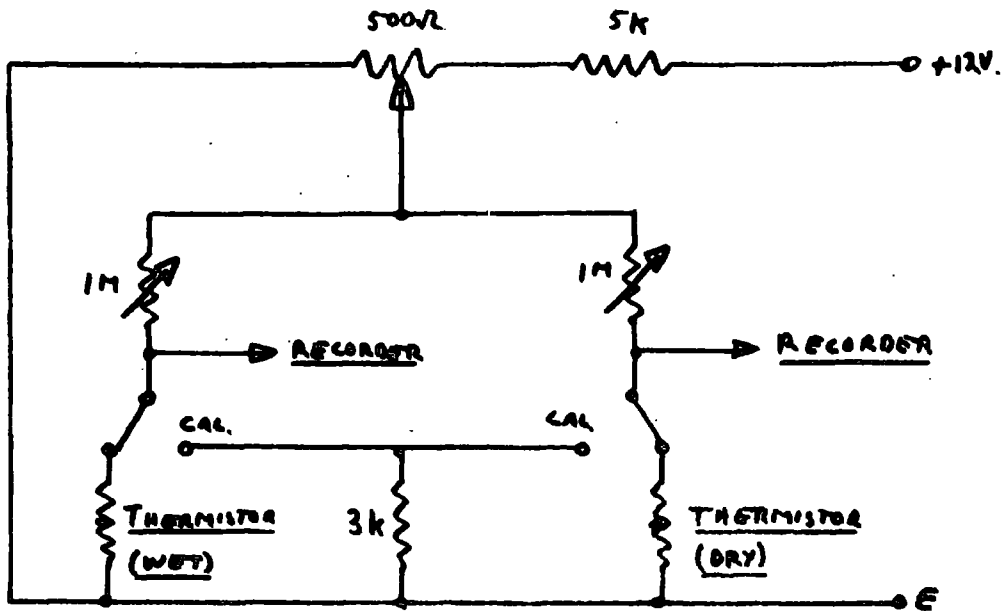 500Ω 5K
+12V.
1M 1M
RECORDER RECORDER
CAL. CAL
THERMISTOR 3k THERMISTOR
(WET) (DRY)
E